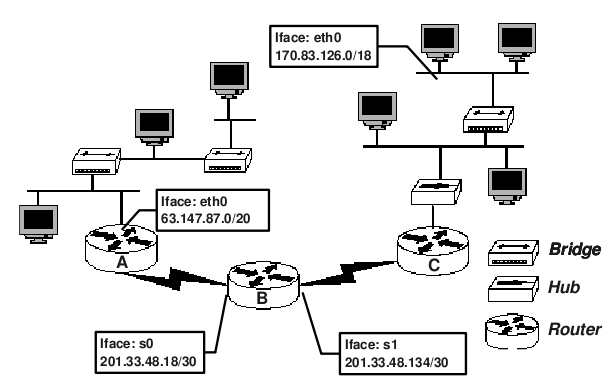 Iface: eth0
170.83.126.0/18
Iface: eth0
63.147.87.0/20
A
C
B
Bridge
Hub
Router
Iface: s0
201.33.48.18/30
Iface: s1
201.33.48.134/30